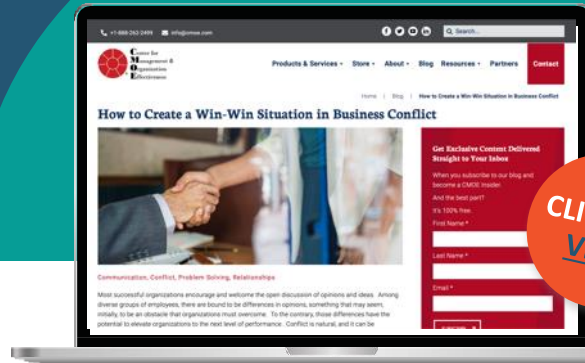 +1-888-262-2499 info@cmoe.com Search...
Center for
Management &
Organization
Effectiveness
Products & Services Store About Blog Resources Partners Contact
Home | Blog | How to Create a Win-Win Situation in Business Conflict
How to Create a Win-Win Situation in Business Conflict
Get Exclusive Content Delivered
Straight to Your Inbox
When you subscribe to our blog and
become a CMOE Insider.
And the best part?
It's 100% free.
First Name *
Last Name *
Email *
Communication, Conflict, Problem Solving, Relationships
Most successful organizations encourage and welcome the open discussion of opinions and ideas. Among
diverse groups of employees, there are bound to be differences in opinions, something that may seem,
initially, to be an obstacle that organizations must overcome. To the contrary, those differences have the
potential to elevate organizations to the next level of performance. Conflict is natural, and it can be